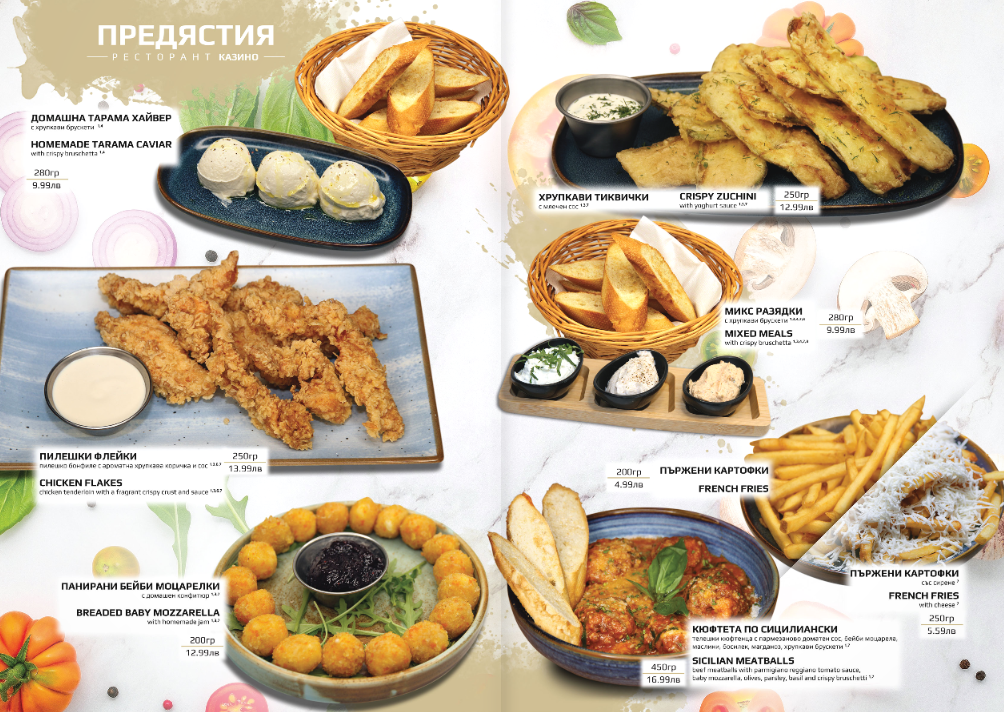 ПРЕДЯСТИЯ
РЕСТОРАНТ КАЗИНО
ДОМАШНА ТАРАМА ХАЙВЕР
с хрупкави брускети
HOMEMADE TARAMA CAVIAR
with crispy bruschetta
280гр
9.99лв
ПИЛЕШКИ ФЛЕЙКИ
пилешко бонфиле с ароматна хрупкава коричка и сос
250гр
13.99лв
CHICKEN FLAKES
chicken tenderloin with a fragrant crispy crust and sauce
ПАНИРАНИ БЕЙБИ МОЦАРЕЛКИ
с домашен конфитюр
BREADED BABY MOZZARELLA
with homemade jam
200гр
12.99лв
ХРУПКАВИ ТИКВИЧКИ
с млечен сос
CRISPY ZUCHINI
with yoghurt sauce
250гр
12.99лв
МИКС РАЗЯДКИ
с хрупкави брускети
MIXED MEALS
with crispy bruschetta
280гр
9.99лв
200гр
4.99лв
ПЪРЖЕНИ КАРТОФКИ
FRENCH FRIES
ПЪРЖЕНИ КАРТОФКИ
със сирене 7
FRENCH FRIES
with cheese 7
250гр
5.59лв
КЮФТЕТА ПО СИЦИЛИАНСКИ
телешки кюфтенца с пармезаново доматен сос, бейби моцарела,
маслини, босилек, магданоз, хрупкави брускети
SICILIAN MEATBALLS
beef meatballs with parmigiano reggiano tomato sauce,
baby mozzarella, olives, parsley, basil and crispy bruschetti
450гр
16.99лв